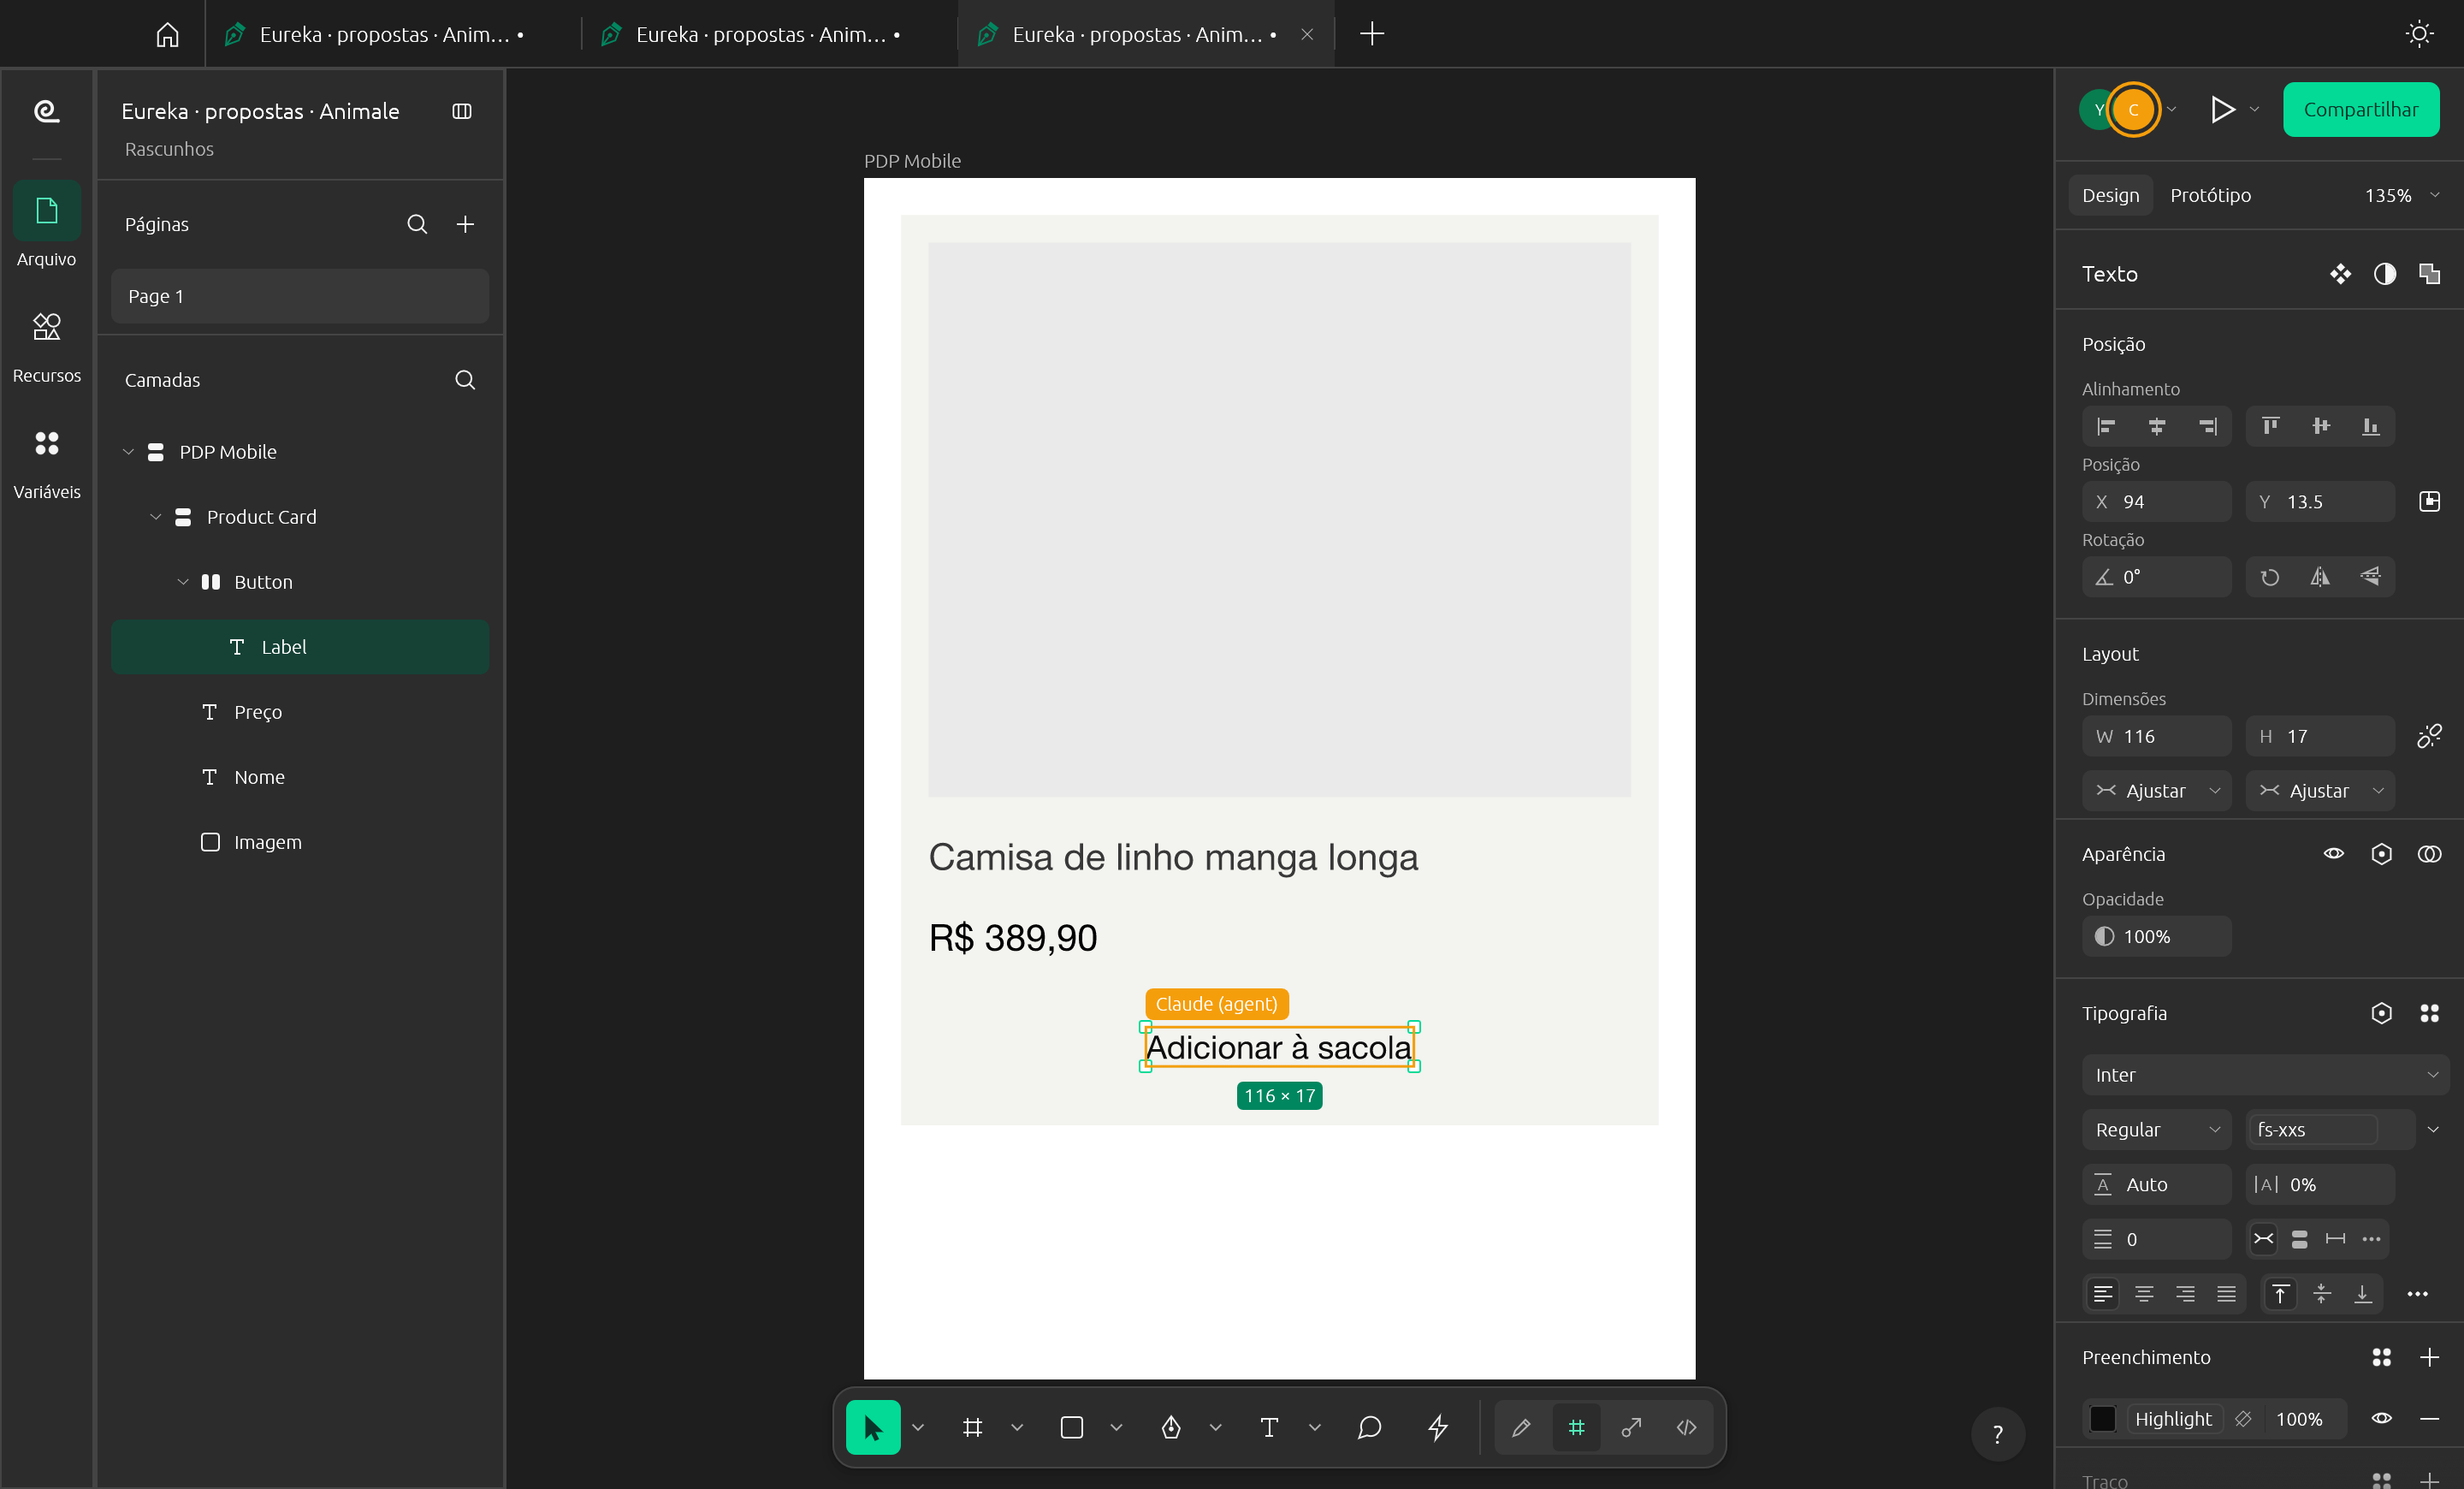 Eureka · propostas · Anim… •
Eureka · propostas · Anim… •
Eureka · propostas · Anim… •
Arquivo
Recursos
Variáveis
Eureka · propostas · Animale
Rascunhos
Páginas
Page 1
Camadas
PDP Mobile
Product Card
Button
Label
Preço
Nome
Imagem
PDP Mobile
Camisa de linho manga longa
R$ 389,90
Claude (agent)
Adicionar à sacola
116 × 17
?
Y C
Compartilhar
Design Protótipo 135%
Texto
Posição
Alinhamento
Posição
X 94 Y 13.5
Rotação
0°
Layout
Dimensões
W 116 H 17
Ajustar Ajustar
Aparência
Opacidade
100%
Tipografia
Inter
Regular fs-xxs
Auto 0%
0
Preenchimento
Highlight 100%
Traço